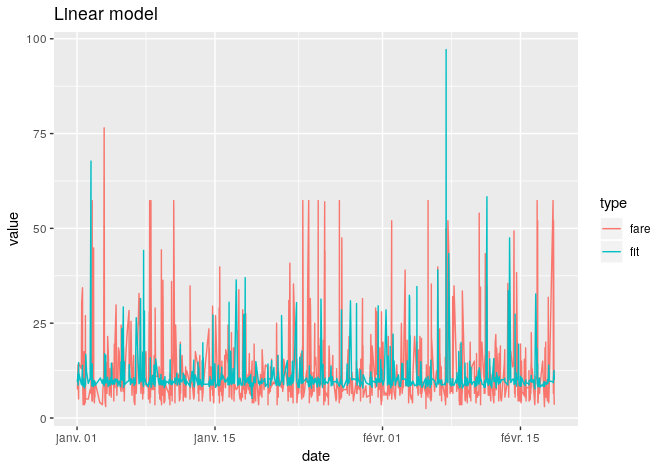 Linear model
100
75
50
25
0
value
janv. 01
janv. 15
févr. 01
févr. 15
date
type
fare
fit